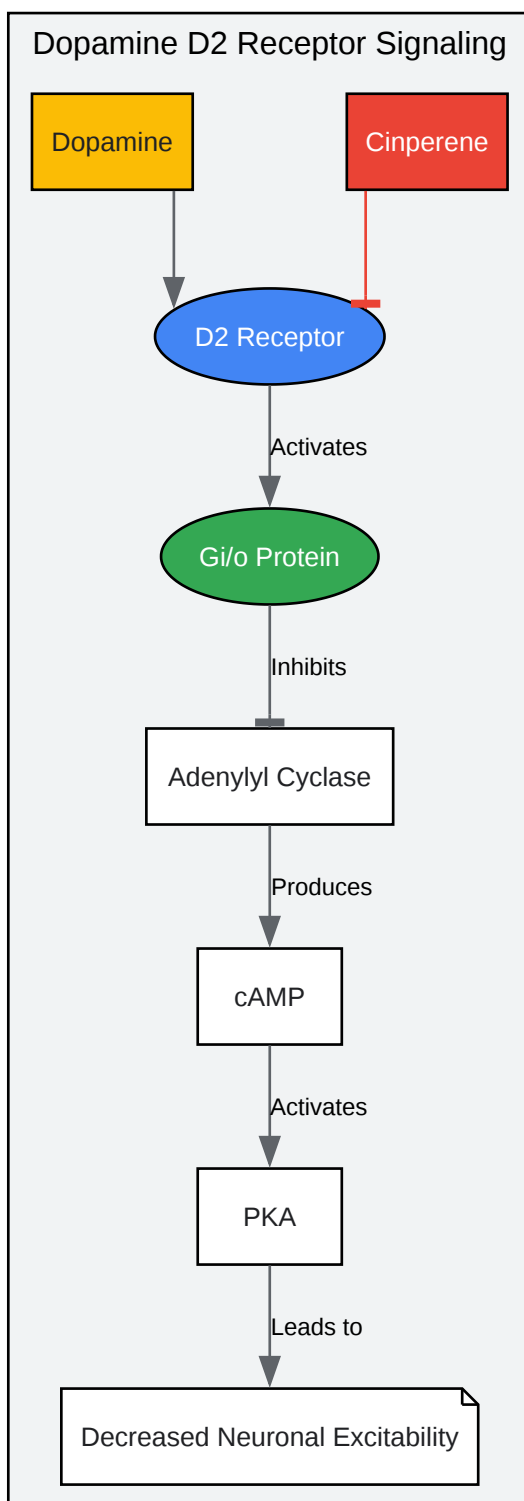 Dopamine D2 Receptor Signaling
Dopamine
Cinperene
D2 Receptor
Activates
Gi/o Protein
Inhibits
Adenylyl Cyclase
Produces
cAMP
Activates
PKA
Leads to
Decreased Neuronal Excitability